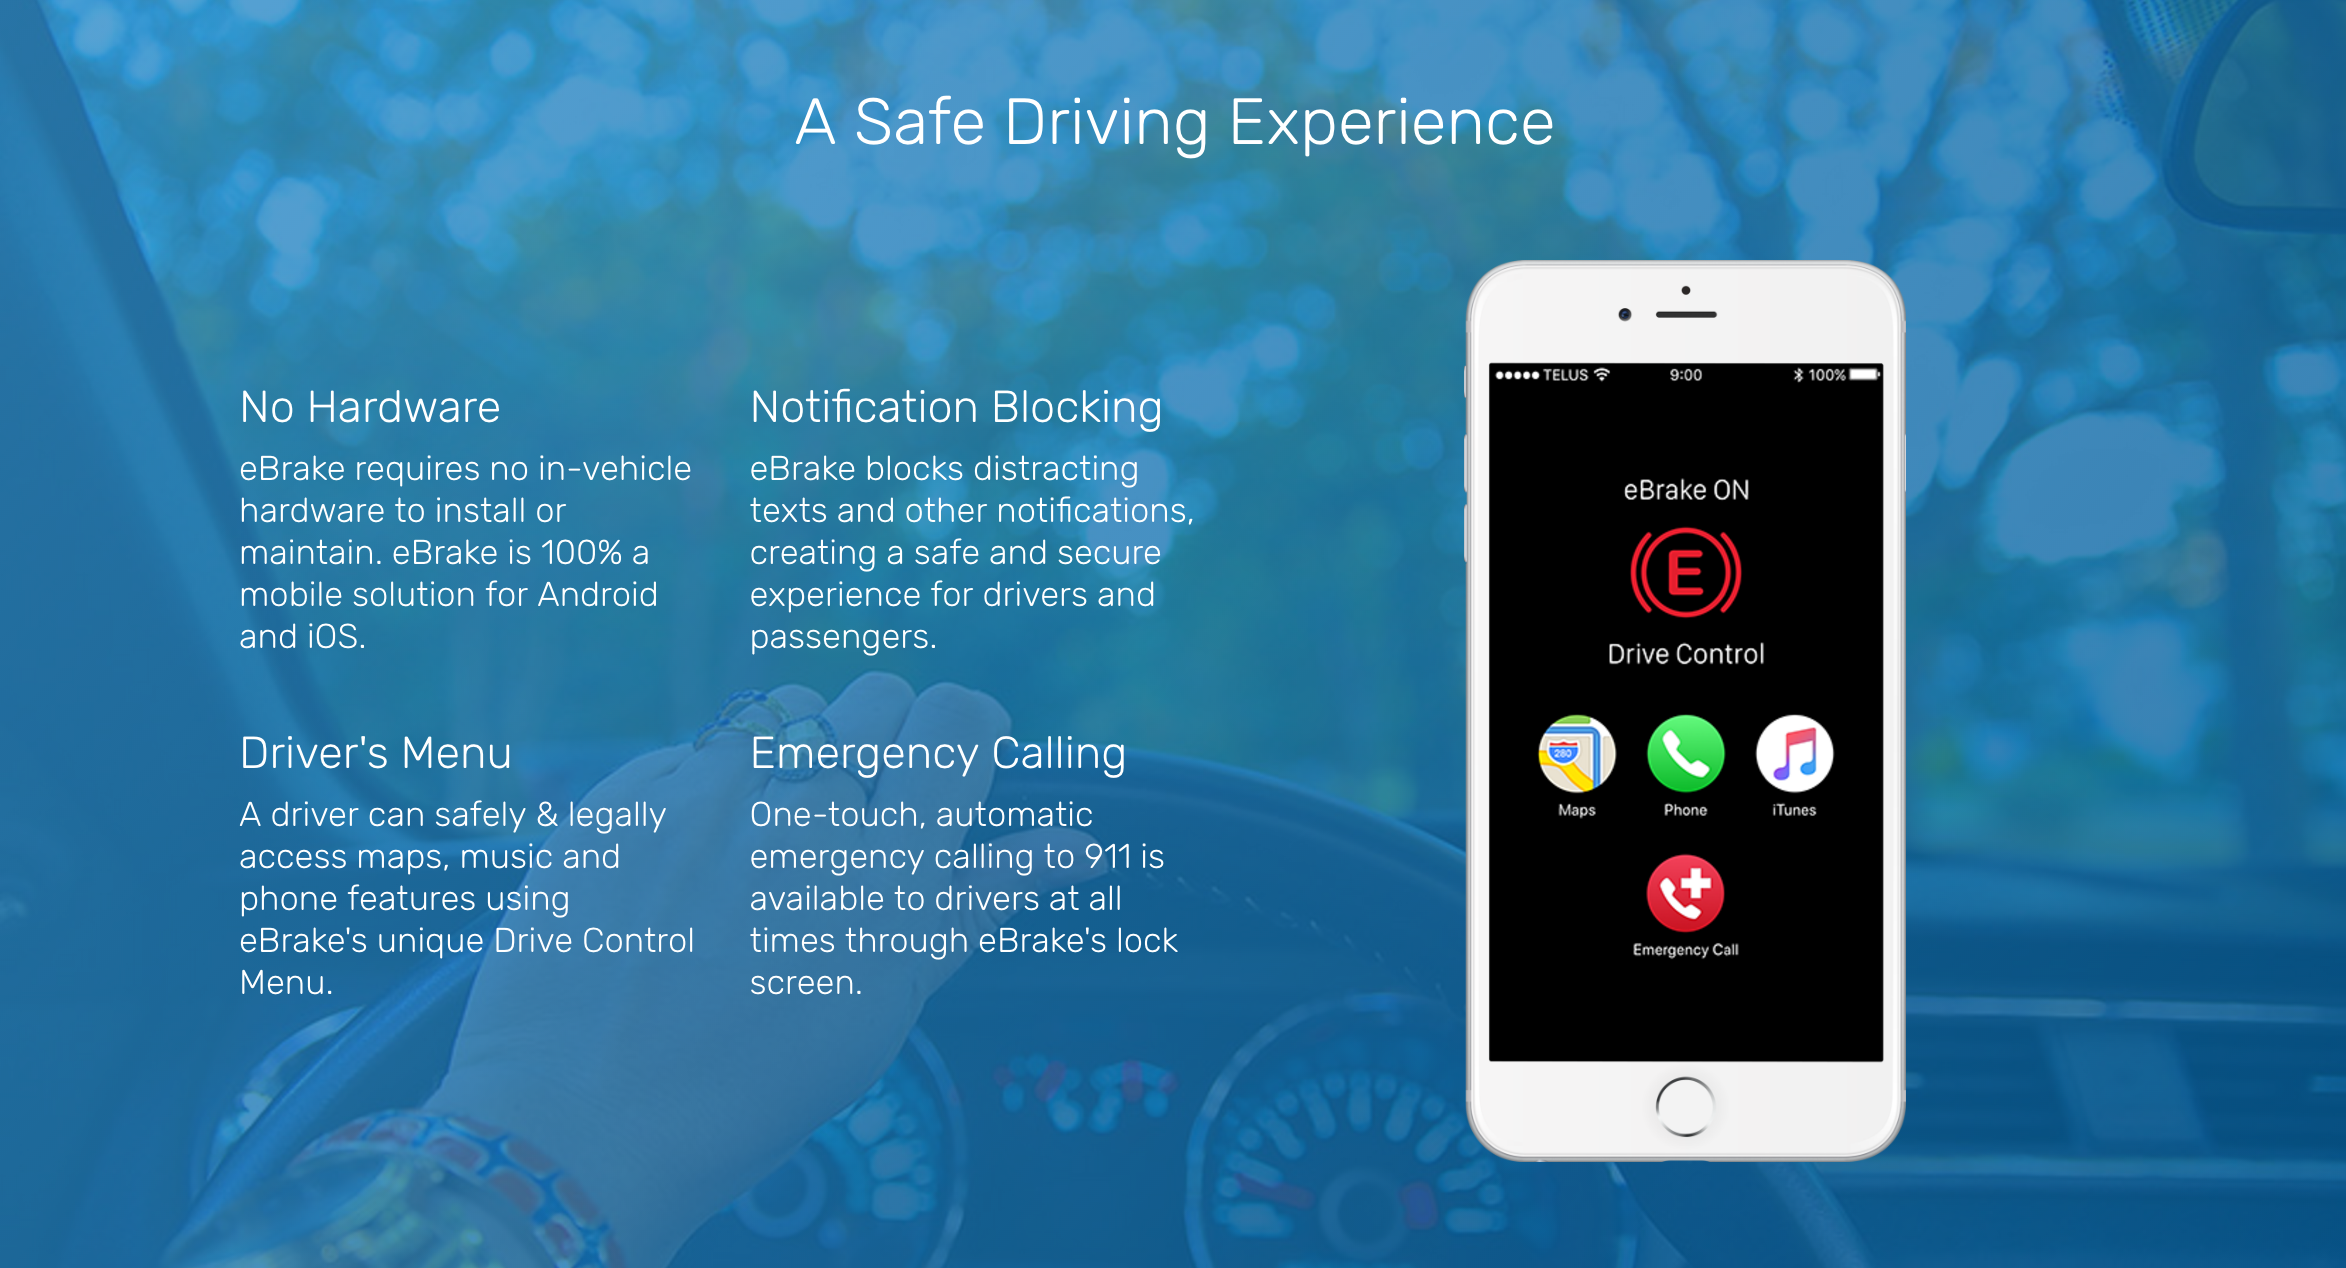 A Safe Driving Experience
No Hardware
eBrake requires no in-vehicle
hardware to install or
maintain. eBrake is 100% a
mobile solution for Android
and iOS.
Notification Blocking
eBrake blocks distracting
texts and other notifications,
creating a safe and secure
experience for drivers and
passengers.
Driver's Menu
A driver can safely & legally
access maps, music and
phone features using
eBrake's unique Drive Control
Menu.
Emergency Calling
One-touch, automatic
emergency calling to 911 is
available to drivers at all
times through eBrake's lock
screen.
TELUS 9:00 100%
eBrake ON
E
Drive Control
280
Maps Phone iTunes
Emergency Call